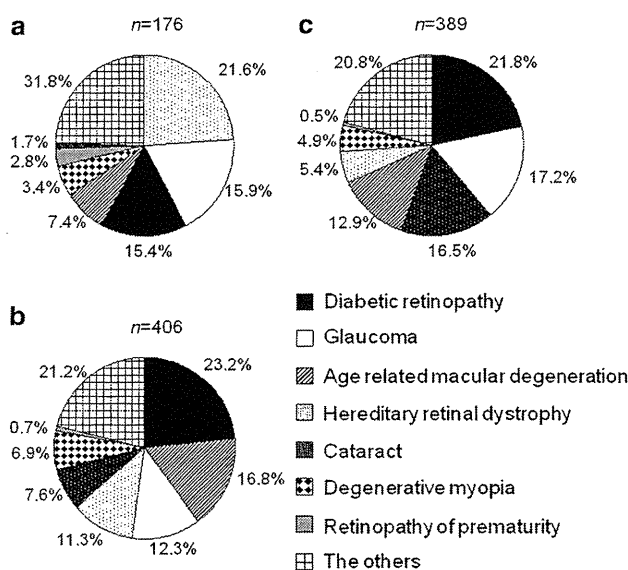 a
n=176
21.6%
15.9%
15.4%
7.4%
3.4%
2.8%
1.7%
31.8%
c
n=389
21.8%
17.2%
16.5%
12.9%
5.4%
4.9%
0.5%
20.8%
b
n=406
23.2%
16.8%
12.3%
11.3%
7.6%
6.9%
0.7%
21.2%
Diabetic retinopathy
Glaucoma
Age related macular degeneration
Hereditary retinal dystrophy
Cataract
Degenerative myopia
Retinopathy of prematurity
The others